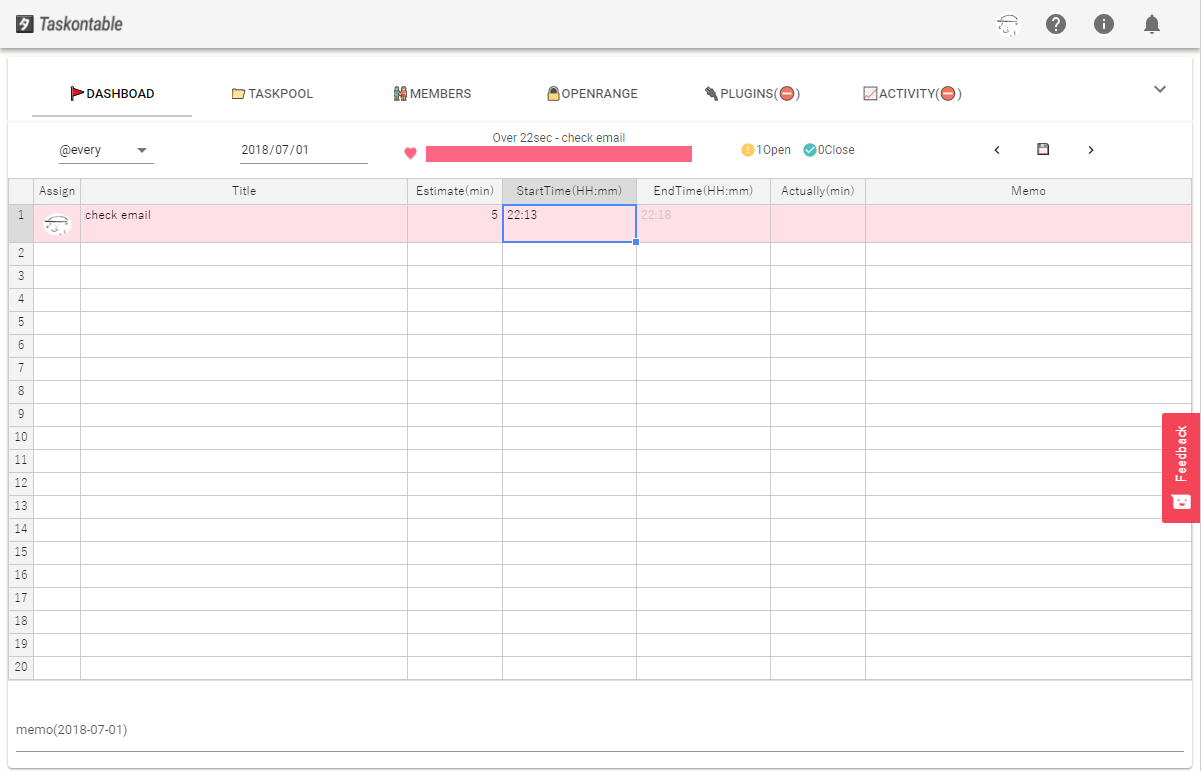 Taskontable
DASHBOAD TASKPOOL MEMBERS OPENRANGE PLUGINS(⛔) ACTIVITY(⛔)
@every 2018/07/01 Over 22sec - check email 1Open 0Close
Assign Title Estimate(min) StartTime(HH:mm) EndTime(HH:mm) Actually(min) Memo
1 check email 5 22:13 22:18
2
3
4
5
6
7
8
9
10
11
12
13
14
15
16
17
18
19
20
Feedback
memo(2018-07-01)